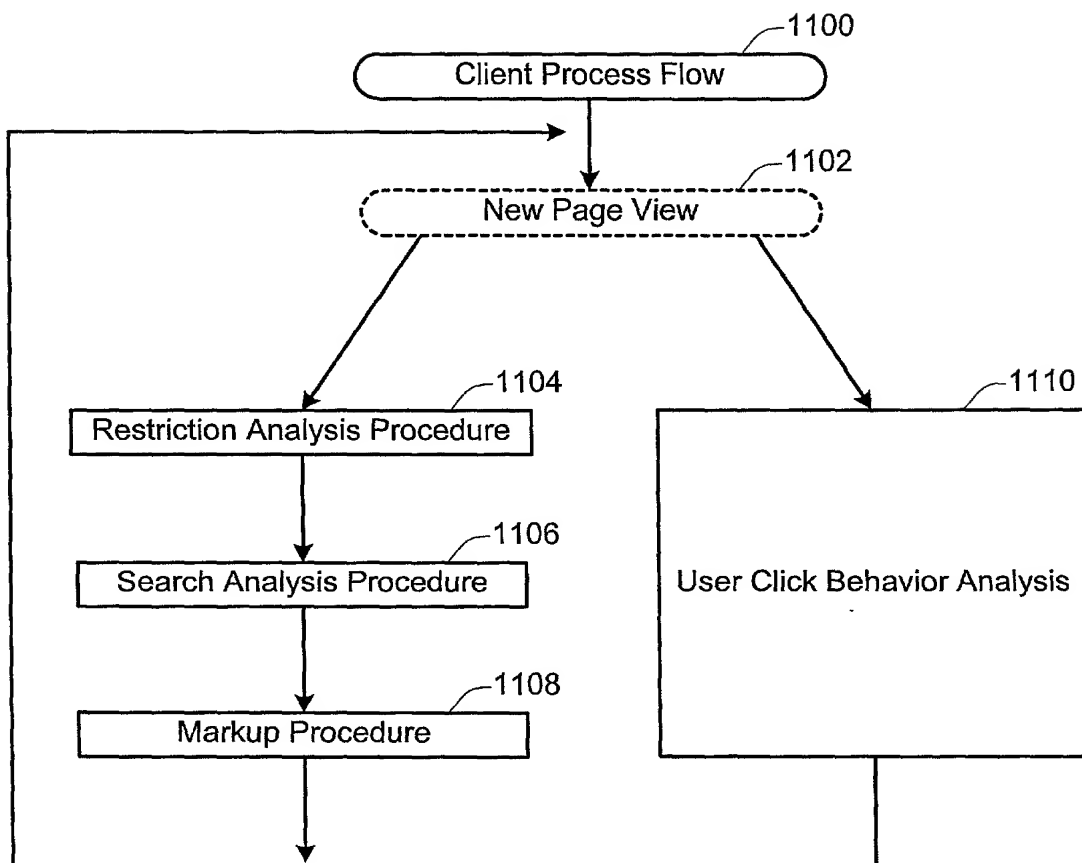 1100
Client Process Flow
1102
New Page View
1104
Restriction Analysis Procedure
1110
1106
Search Analysis Procedure
User Click Behavior Analysis
1108
Markup Procedure